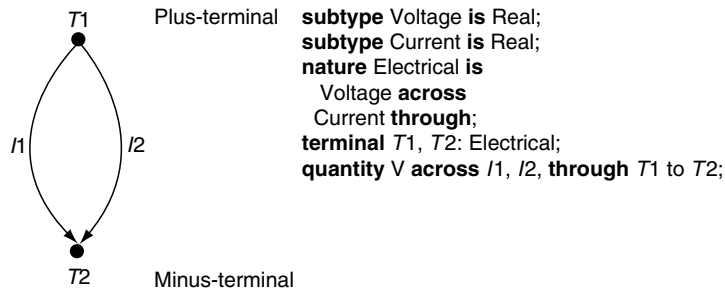 T1 Plus-terminal subtype Voltage is Real;
subtype Current is Real;
nature Electrical is
Voltage across
Current through;
I1 I2 terminal T1, T2: Electrical;
quantity V across I1, I2, through T1 to T2;
T2 Minus-terminal